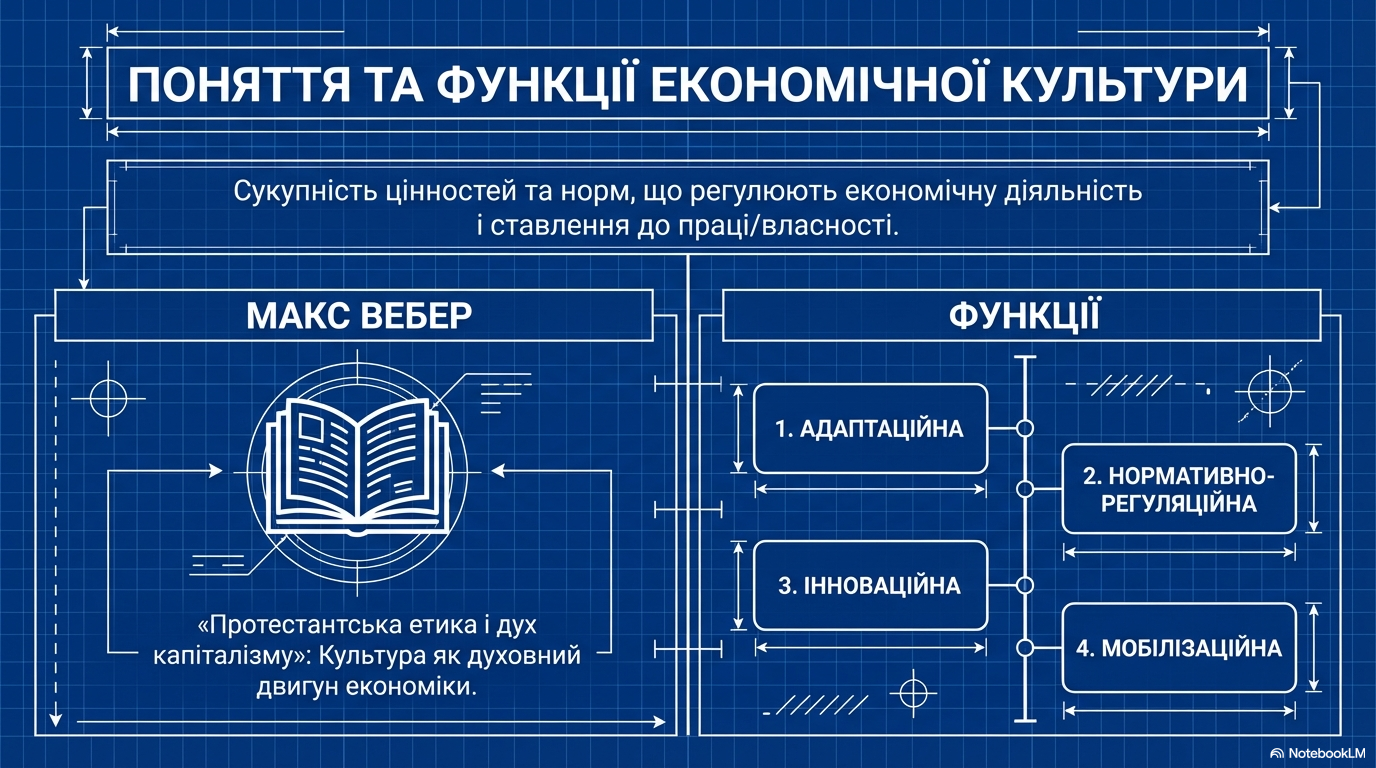 ПОНЯТТЯ ТА ФУНКЦІЇ ЕКОНОМІЧНОЇ КУЛЬТУРИ
Сукупність цінностей та норм, що регулюють економічну діяльність
і ставлення до праці/власності.
МАКС ВЕБЕР
«Протестантська етика і дух
капіталізму»: Культура як духовний
двигун економіки.
ФУНКЦІЇ
1. АДАПТАЦІЙНА
2. НОРМАТИВНО-
РЕГУЛЯЦІЙНА
3. ІННОВАЦІЙНА
4. МОБІЛІЗАЦІЙНА
NotebookLM